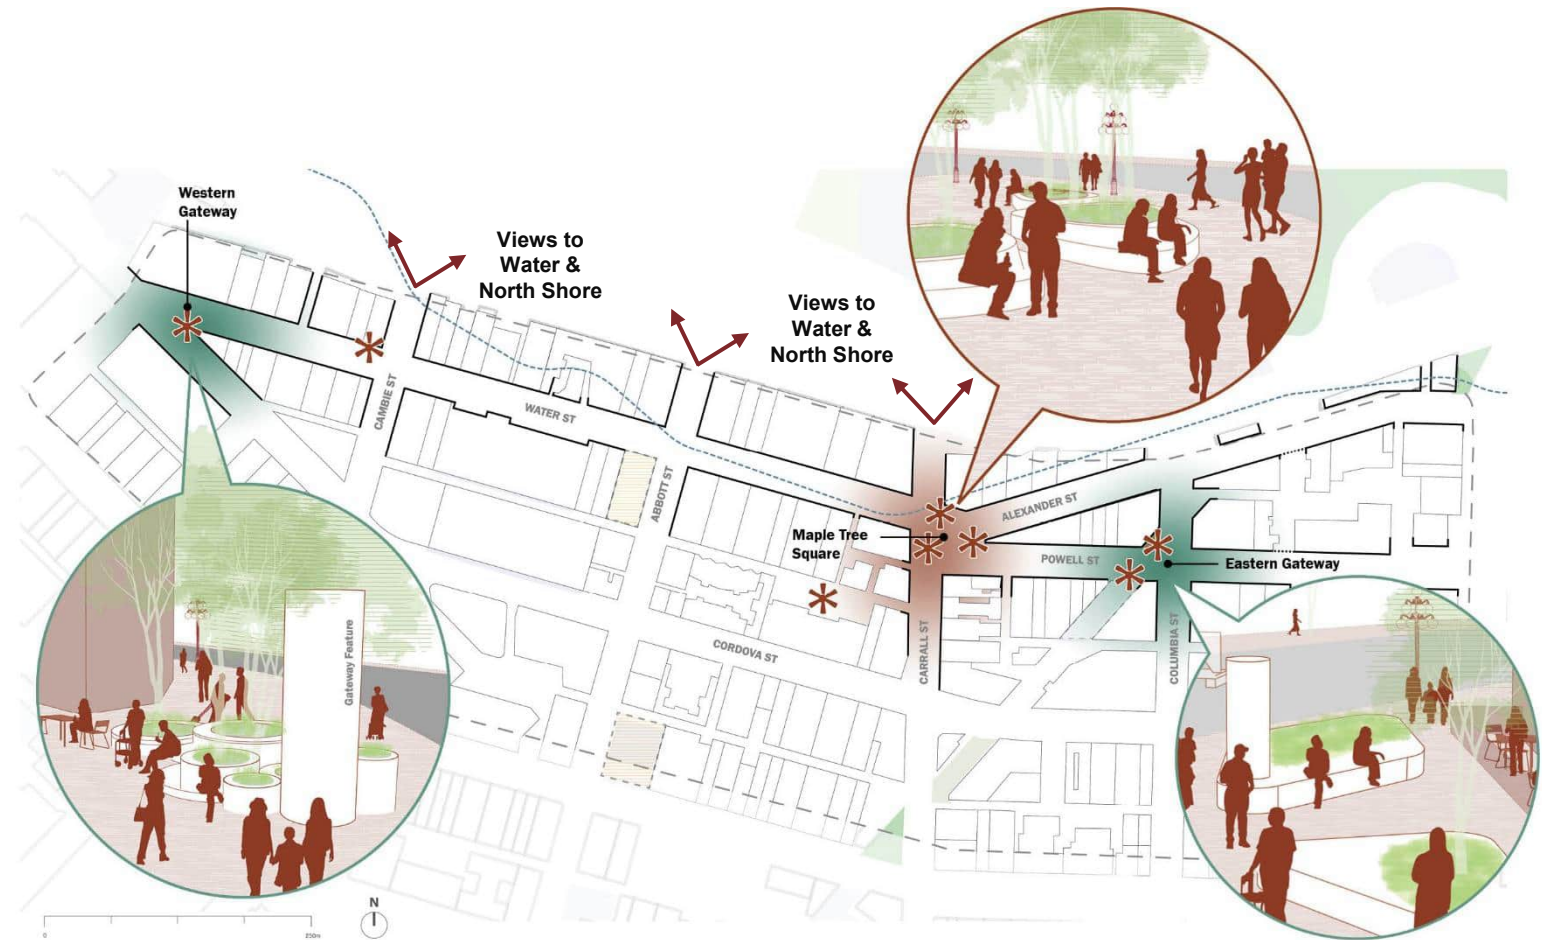 Western
Gateway
Views to
Water &
North Shore
Views to
Water &
North Shore
CAMBIE ST
WATER ST
ABBOTT ST
ALEXANDER ST
Maple Tree
Square
POWELL ST
Eastern Gateway
CORDOVA ST
CARRALL ST
COLUMBIA ST
Gateway Feature
N
0
250m